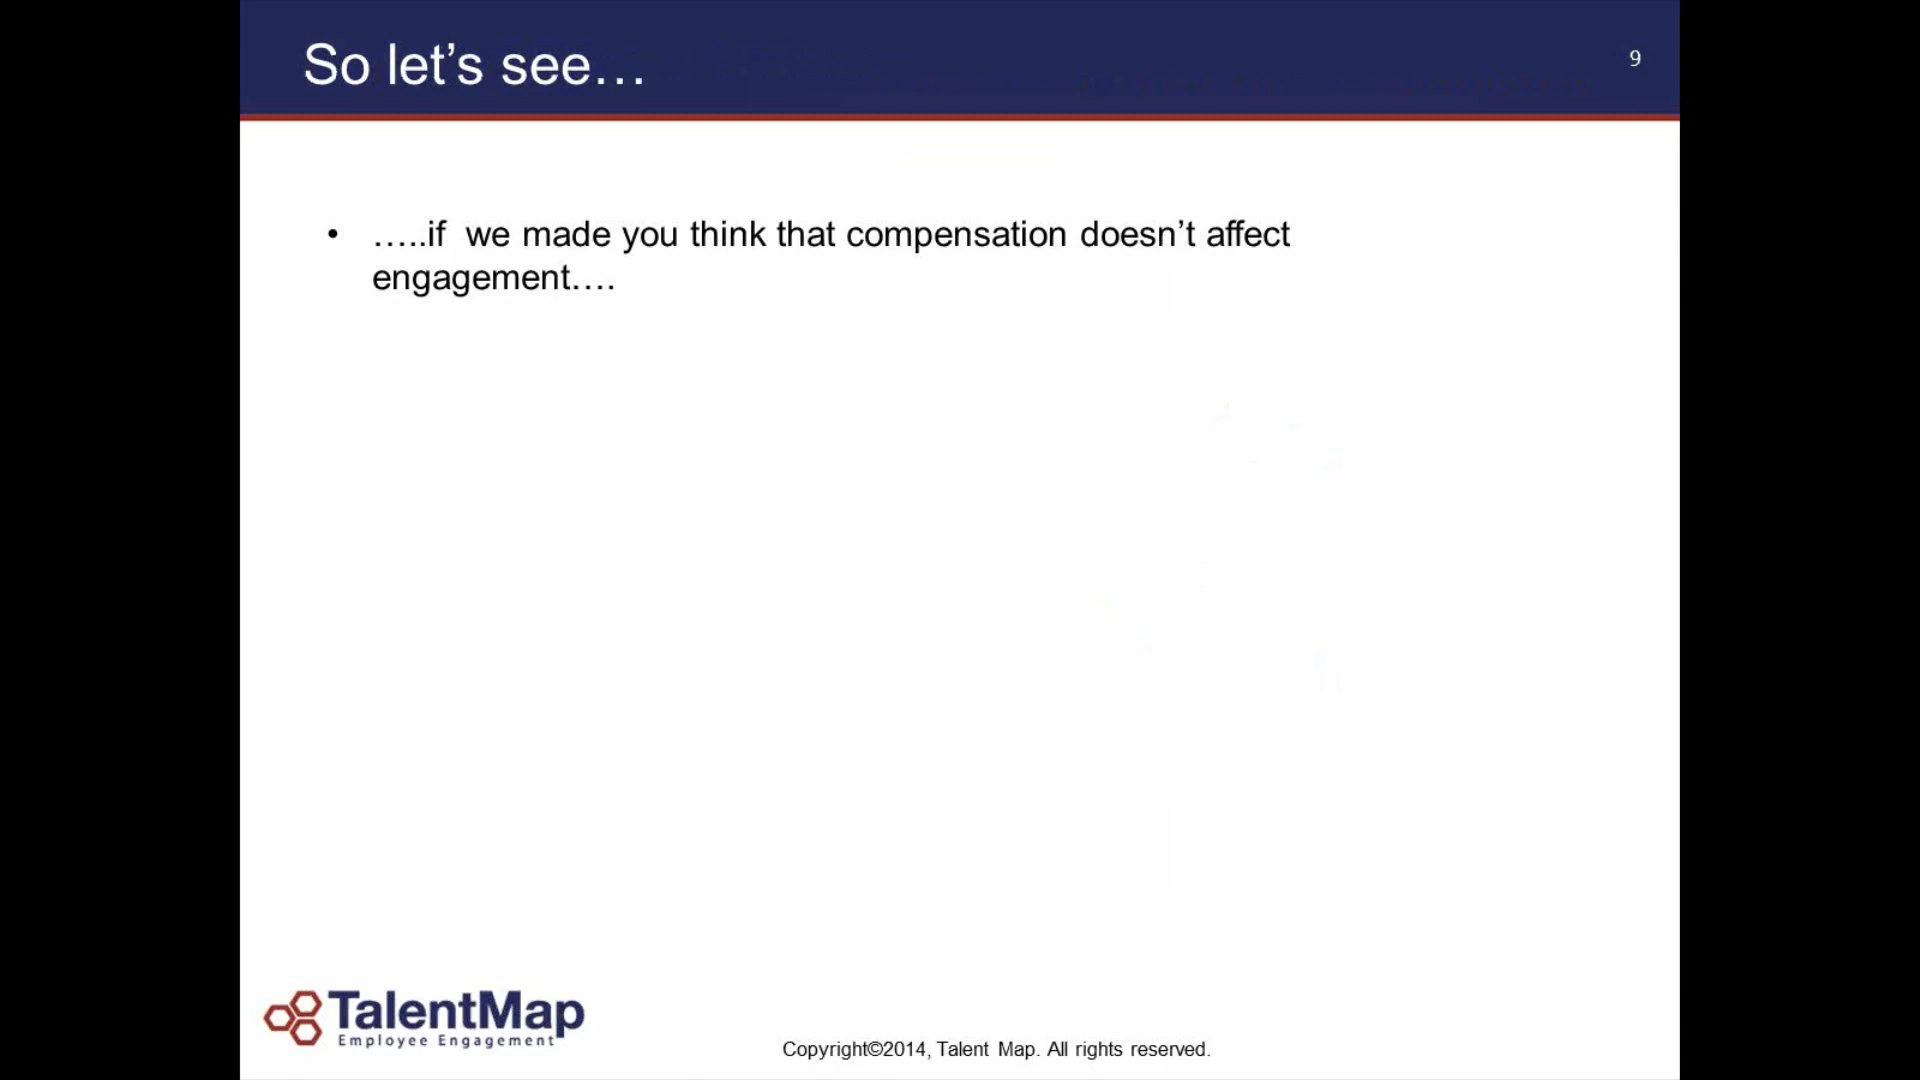 So let’s see…
9
• …..if  we made you think that compensation doesn’t affect
engagement….
TalentMap
Employee Engagement
Copyright©2014, Talent Map. All rights reserved.